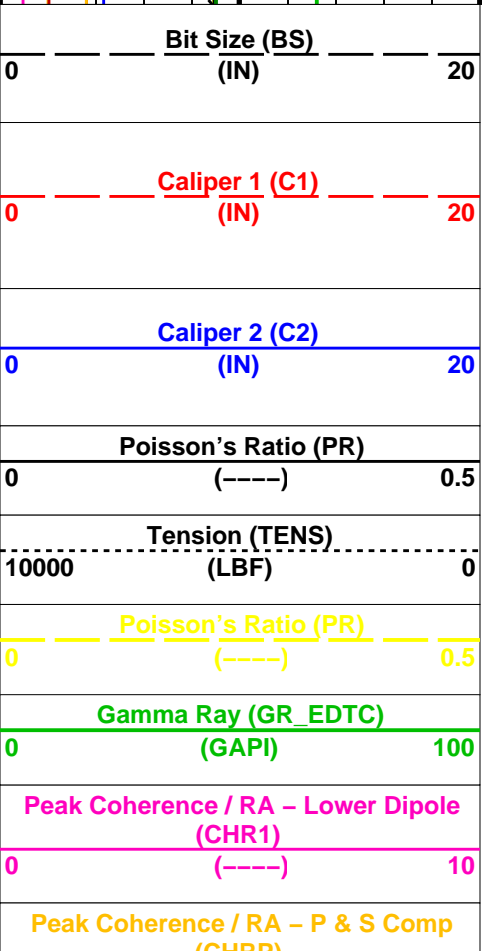 Bit Size (BS)
0 (IN) 20
Caliper 1 (C1)
0 (IN) 20
Caliper 2 (C2)
0 (IN) 20
Poisson's Ratio (PR)
0 (−−−−) 0.5
Tension (TENS)
10000 (LBF) 0
Poisson's Ratio (PR)
0 (−−−−) 0.5
Gamma Ray (GR_EDTC)
0 (GAPI) 100
Peak Coherence / RA − Lower Dipole
(CHR1)
0 (−−−−) 10
Peak Coherence / RA − P & S Comp
(CHRP)